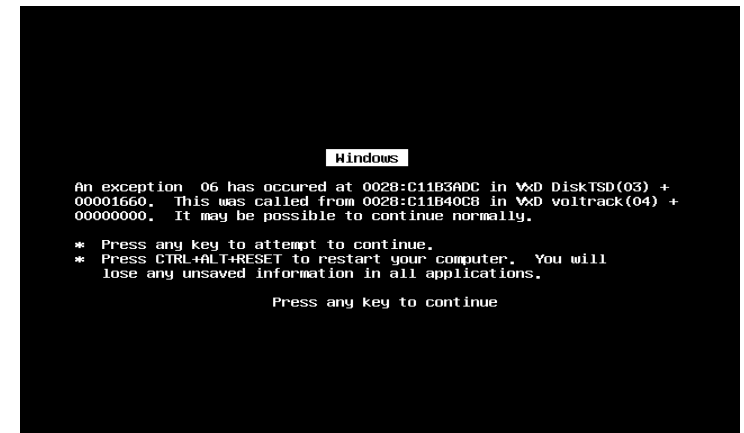 Windows
An exception  06 has occured at 0028:C11B3ADC in VxD DiskTSD(03) +
00001660.  This was called from 0028:C11B40C8 in VxD voltrack(04) +
00000000.  It may be possible to continue normally.
*  Press any key to attempt to continue.
*  Press CTRL+ALT+RESET to restart your computer.  You will
lose any unsaved information in all applications.
Press any key to continue